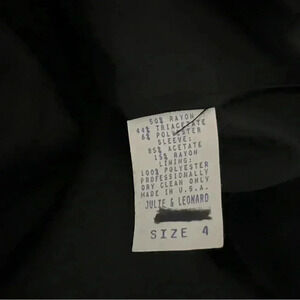 50% RAYON
44% TRIACETATE
6% POLYESTER
SLEEVE:
85% ACETATE
15% RAYON
LINING:
100% POLYESTER
PROFESSIONALLY
DRY CLEAN ONLY
MADE IN U.S.A.
JULIE & LEONARD
SIZE 4